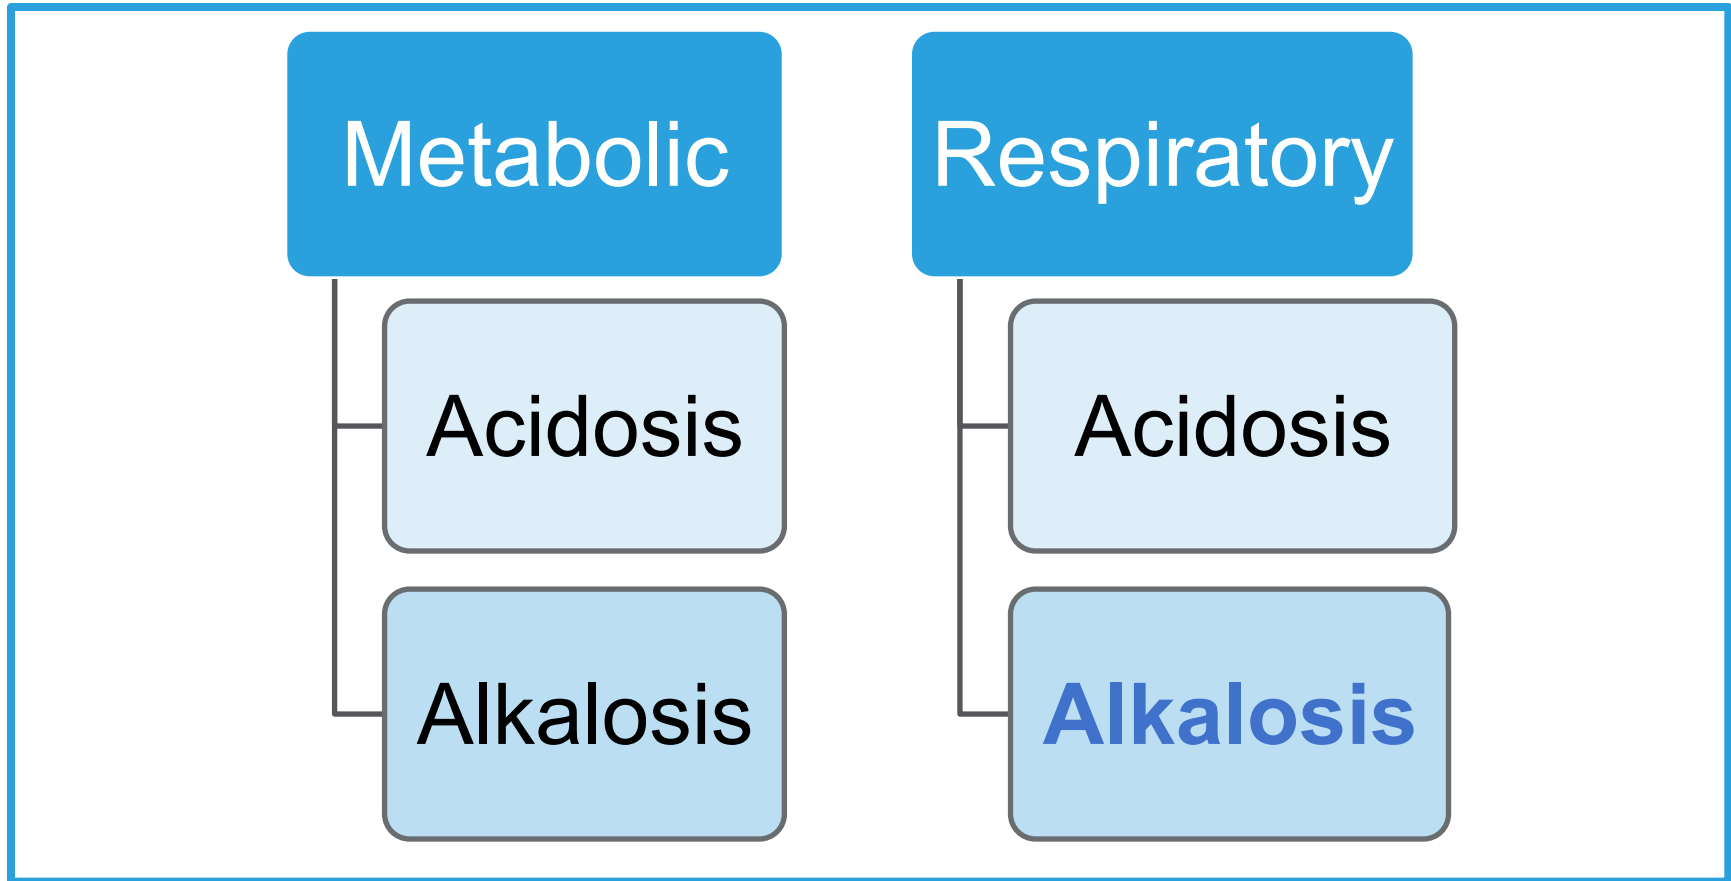 Metabolic
Acidosis
Alkalosis
Respiratory
Acidosis
Alkalosis